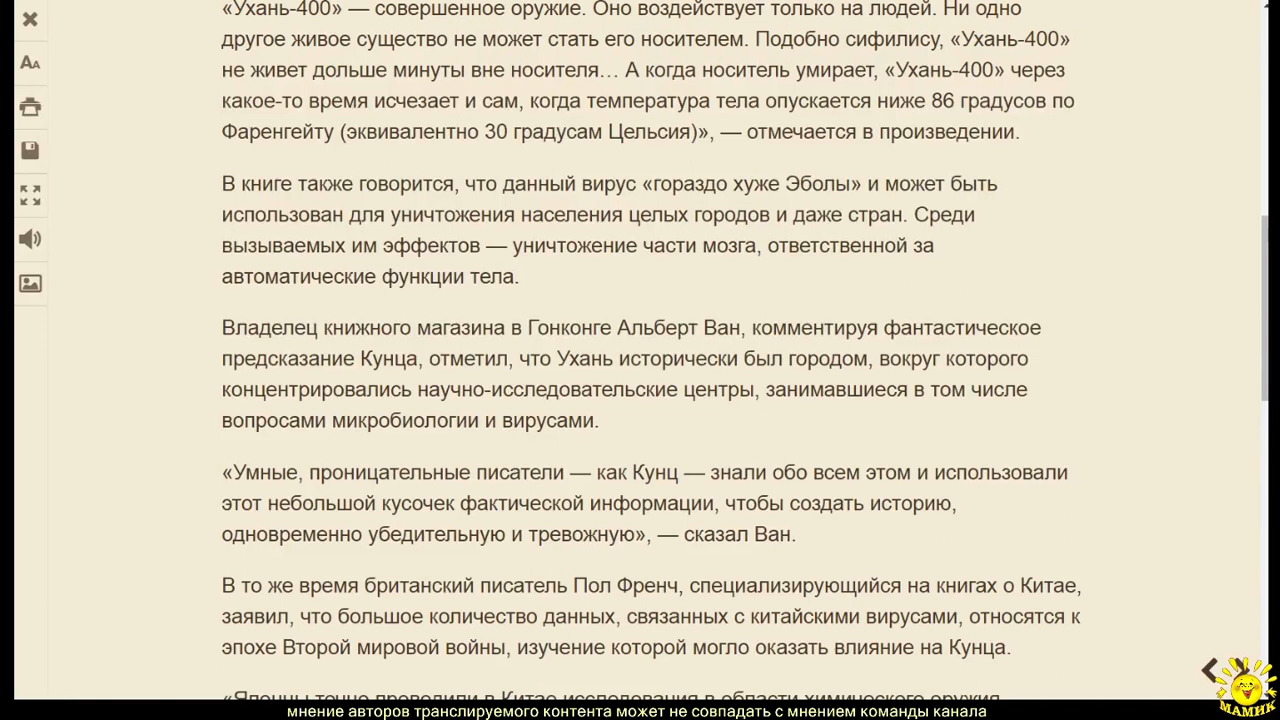 «Ухань-400» — совершенное оружие. Оно воздействует только на людей. Ни одно
другое живое существо не может стать его носителем. Подобно сифилису, «Ухань-400»
не живет дольше минуты вне носителя… А когда носитель умирает, «Ухань-400» через
какое-то время исчезает и сам, когда температура тела опускается ниже 86 градусов по
Фаренгейту (эквивалентно 30 градусам Цельсия)», — отмечается в произведении.
В книге также говорится, что данный вирус «гораздо хуже Эболы» и может быть
использован для уничтожения населения целых городов и даже стран. Среди
вызываемых им эффектов — уничтожение части мозга, ответственной за
автоматические функции тела.
Владелец книжного магазина в Гонконге Альберт Ван, комментируя фантастическое
предсказание Кунца, отметил, что Ухань исторически был городом, вокруг которого
концентрировались научно-исследовательские центры, занимавшиеся в том числе
вопросами микробиологии и вирусами.
«Умные, проницательные писатели — как Кунц — знали обо всем этом и использовали
этот небольшой кусочек фактической информации, чтобы создать историю,
одновременно убедительную и тревожную», — сказал Ван.
В то же время британский писатель Пол Френч, специализирующийся на книгах о Китае,
заявил, что большое количество данных, связанных с китайскими вирусами, относятся к
эпохе Второй мировой войны, изучение которой могло оказать влияние на Кунца.
«Японцы точно проводили в Китае исследования в области химического оружия
МАМИК
мнение авторов транслируемого контента может не совпадать с мнением команды канала